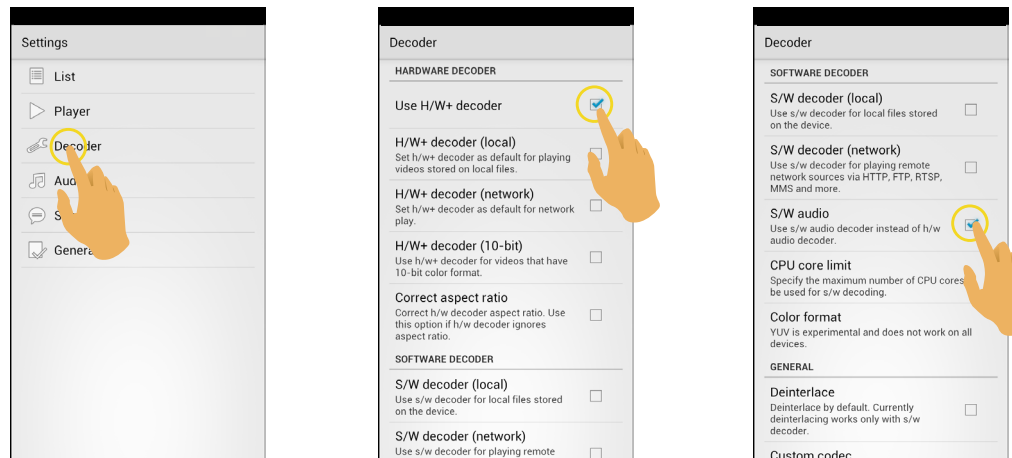 Settings
List
Player
Decoder
Aud
S
Genera
Decoder
HARDWARE DECODER
Use H/W+ decoder
H/W+ decoder (local)
Set h/w+ decoder as default for playing
videos stored on local files.
H/W+ decoder (network)
Set h/w+ decoder as default for network
play.
H/W+ decoder (10-bit)
Use h/w+ decoder for videos that have
10-bit color format.
Correct aspect ratio
Correct h/w decoder aspect ratio. Use
this option if h/w decoder ignores
aspect ratio.
SOFTWARE DECODER
S/W decoder (local)
Use s/w decoder for local files stored
on the device.
S/W decoder (network)
Use s/w decoder for playing remote
Decoder
SOFTWARE DECODER
S/W decoder (local)
Use s/w decoder for local files stored
on the device.
S/W decoder (network)
Use s/w decoder for playing remote
network sources via HTTP, FTP, RTSP,
MMS and more.
S/W audio
Use s/w audio decoder instead of h/w
audio decoder.
CPU core limit
Specify the maximum number of CPU cores
be used for s/w decoding.
Color format
YUV is experimental and does not work on all
devices.
GENERAL
Deinterlace
Deinterlace by default. Currently
deinterlacing works only with s/w
decoder.
Custom codec